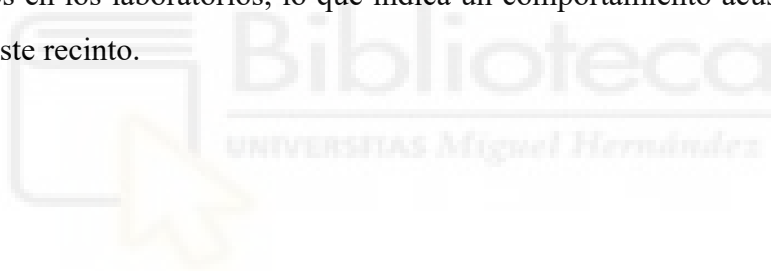 en los laboratorios, lo que indica un comportamiento
ste recinto.
Biblioteca
UNIVERSITAS Miguel Hernández